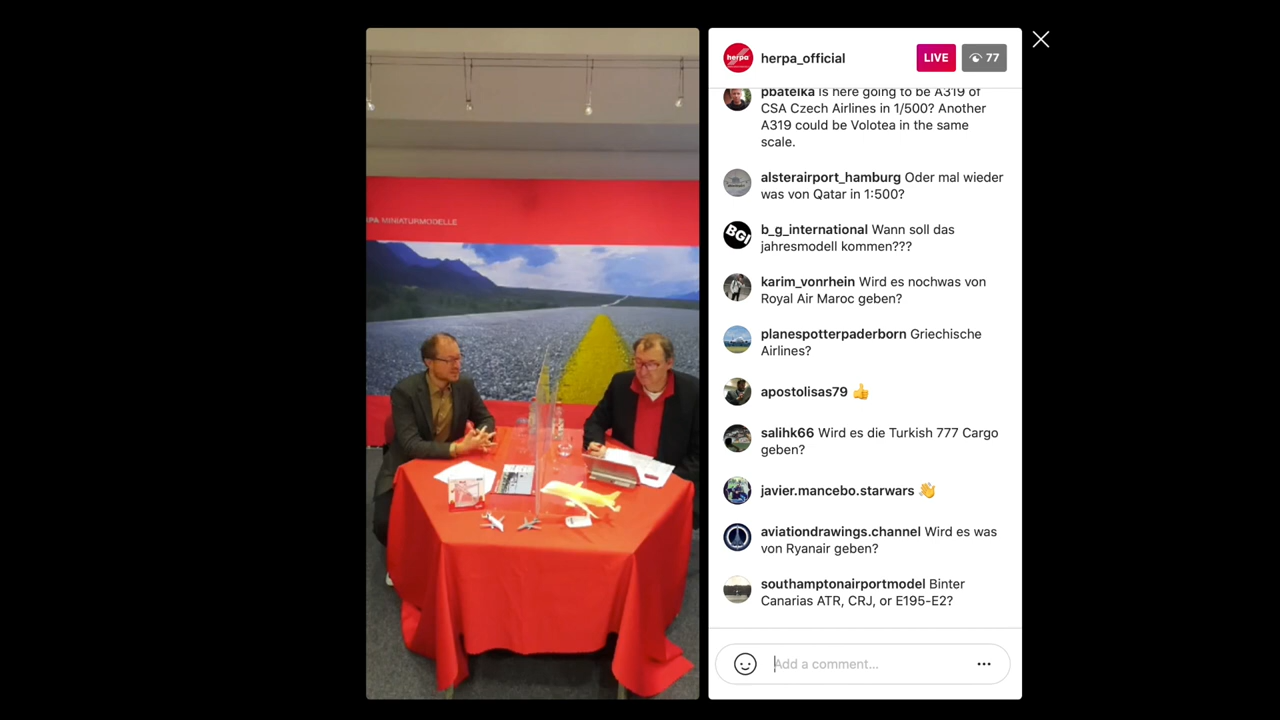 RPA MINIATURMODELLE
herpa
herpa_official
LIVE
77
pbatelka Is here going to be A319 of
CSA Czech Airlines in 1/500? Another
A319 could be Volotea in the same
scale.
alsterairport_hamburg Oder mal wieder
was von Qatar in 1:500?
BGI
b_g_international Wann soll das
jahresmodell kommen???
karim_vonrhein Wird es nochwas von
Royal Air Maroc geben?
planespotterpaderborn Griechische
Airlines?
apostolisas79 👍
salihk66 Wird es die Turkish 777 Cargo
geben?
javier.mancebo.starwars 👋
aviationdrawings.channel Wird es was
von Ryanair geben?
southamptonairportmodel Binter
Canarias ATR, CRJ, or E195-E2?
Add a comment...